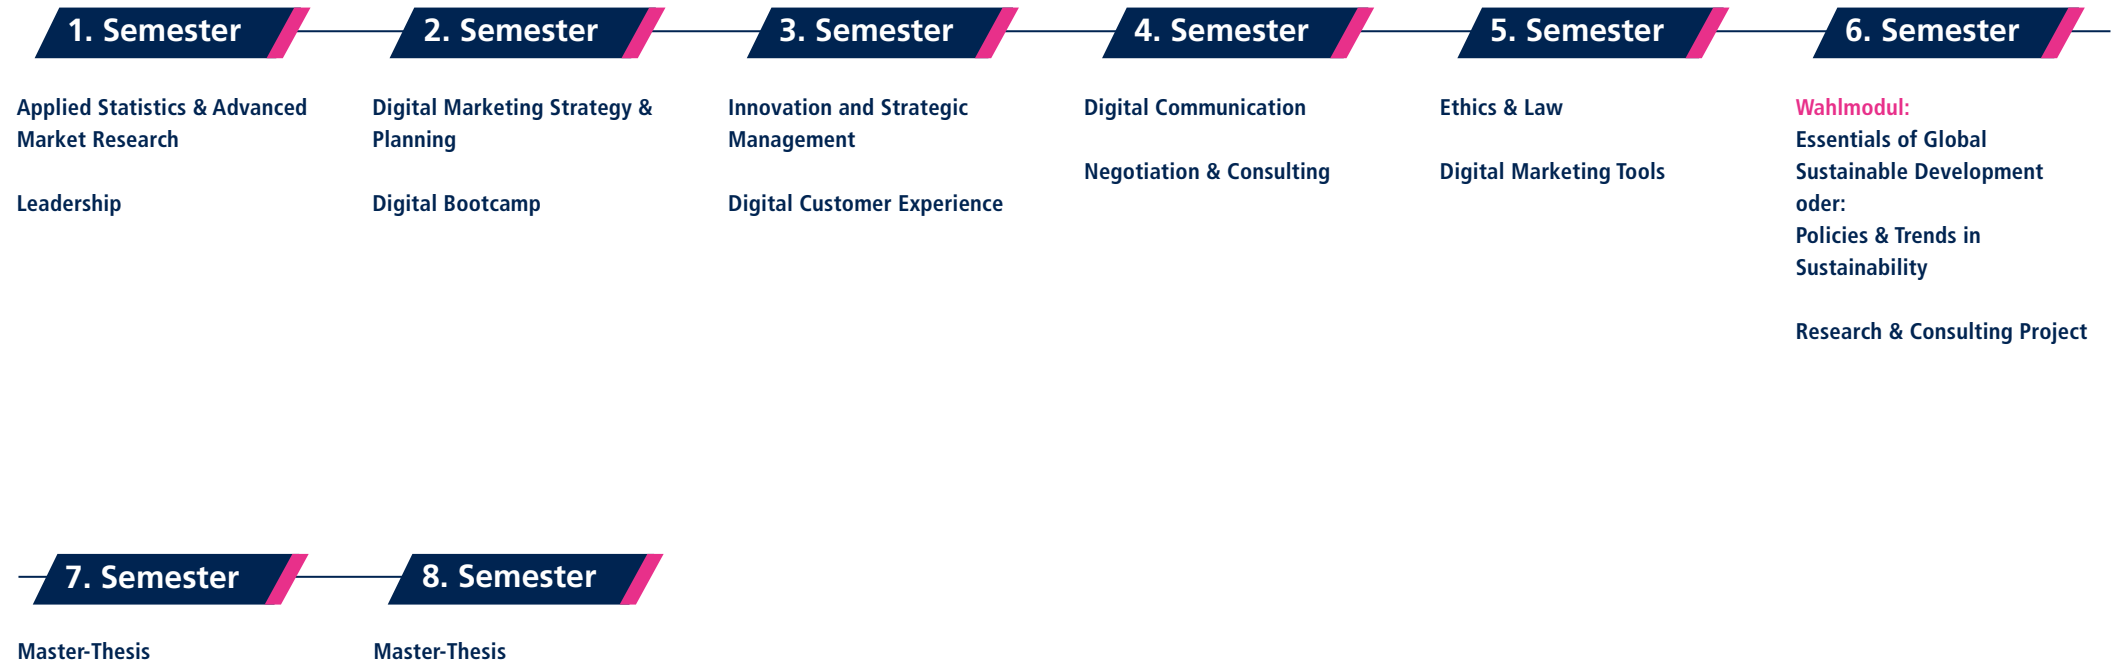 1. Semester
Applied Statistics & Advanced
Market Research
Leadership
2. Semester
Digital Marketing Strategy &
Planning
Digital Bootcamp
3. Semester
Innovation and Strategic
Management
Digital Customer Experience
4. Semester
Digital Communication
Negotiation & Consulting
5. Semester
Ethics & Law
Digital Marketing Tools
6. Semester
Wahlmodul:
Essentials of Global
Sustainable Development
oder:
Policies & Trends in
Sustainability
Research & Consulting Project
7. Semester
Master-Thesis
8. Semester
Master-Thesis